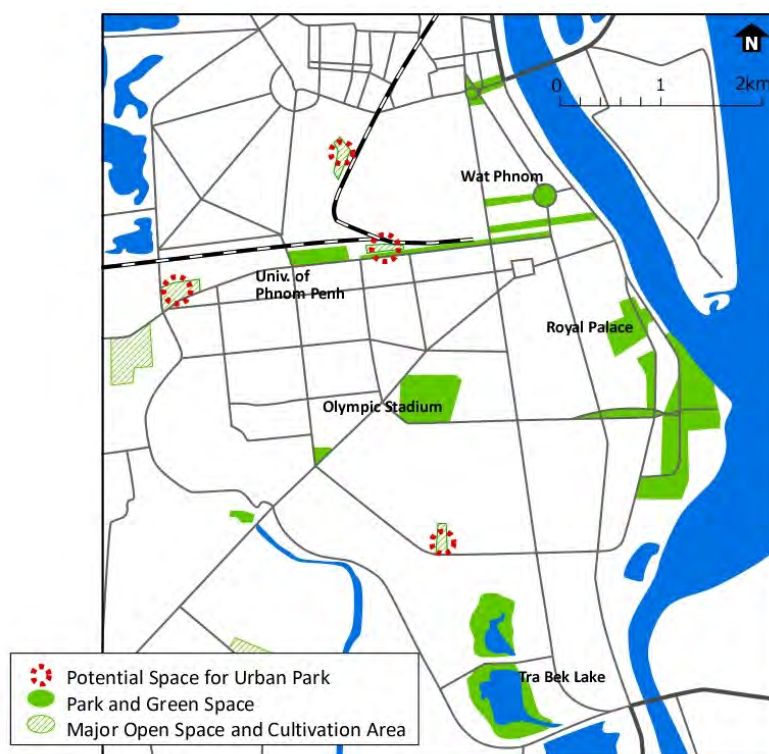 N
0 1 2km
Wat Phnom
Univ. of
Phnom Penh
Royal Palace
Olympic Stadium
Tra Bek Lake
Potential Space for Urban Park
Park and Green Space
Major Open Space and Cultivation Area